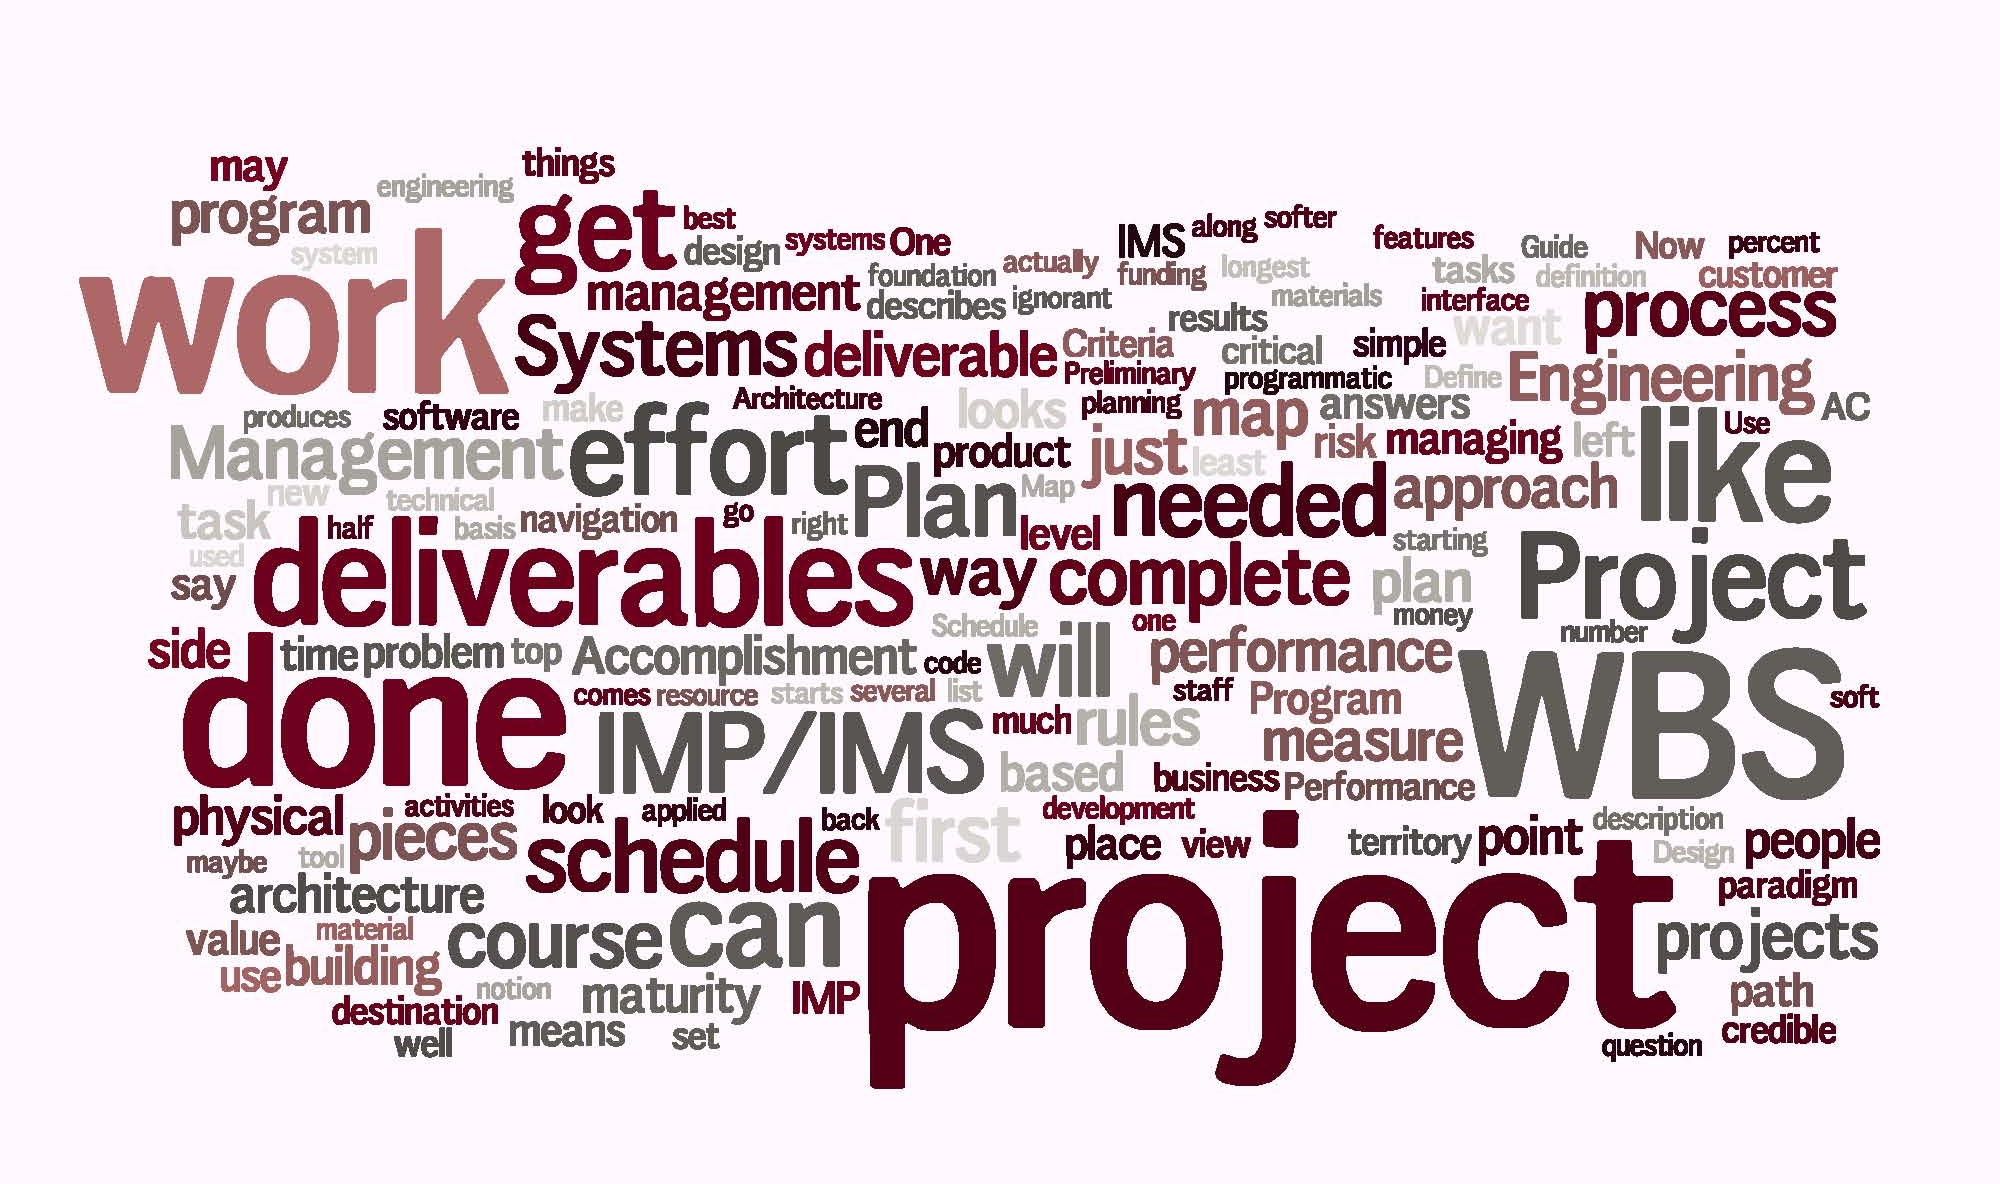 may
engineering
things
program
get
best
system
design
systems
One
IMS
along
softer
features
Guide
Now
percent
work
foundation
actually
funding
longest
tasks
definition
customer
management
describes
ignorant
materials
interface
process
Systems
deliverable
results
want
Criteria
critical
simple
Preliminary
programmatic
Define
Engineering
produces
software
make
Architecture
looks
planning
map
answers
AC
Management
effort
end
product
just
risk
managing
left
Use
like
least
new
technical
Plan
Map
needed
approach
task
half
basis
navigation
go
right
level
starting
used
say
deliverables
way
complete
plan
Project
money
side
time
problem
top
Accomplishment
Schedule
one
number
code
will
performance
done
comes
resource
starts
several
list
staff
Program
WBS
soft
IMP/IMS
much
rules
measure
based
business
Performance
physical
activities
look
applied
back
first
development
description
maybe
tool
pieces
schedule
place
view
territory
point
Design
people
architecture
project
paradigm
value
material
course
can
projects
use
building
notion
maturity
IMP
path
destination
well
means
set
question
credible